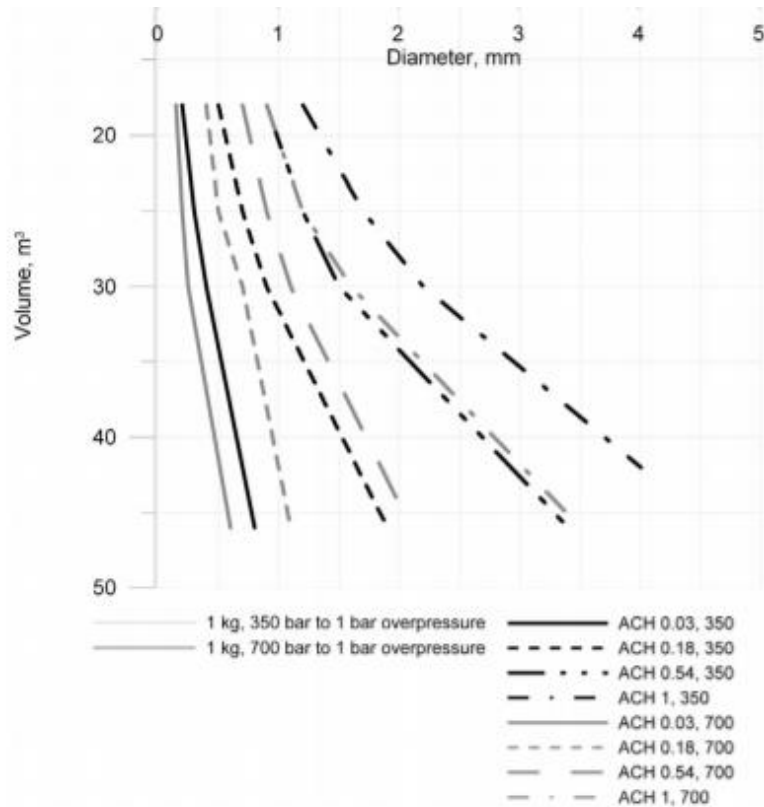 0 1 2 3 4 5
Diameter, mm
20
30
40
50
Volume, m³
1 kg, 350 bar to 1 bar overpressure
1 kg, 700 bar to 1 bar overpressure
ACH 0.03, 350
ACH 0.18, 350
ACH 0.54, 350
ACH 1, 350
ACH 0.03, 700
ACH 0.18, 700
ACH 0.54, 700
ACH 1, 700